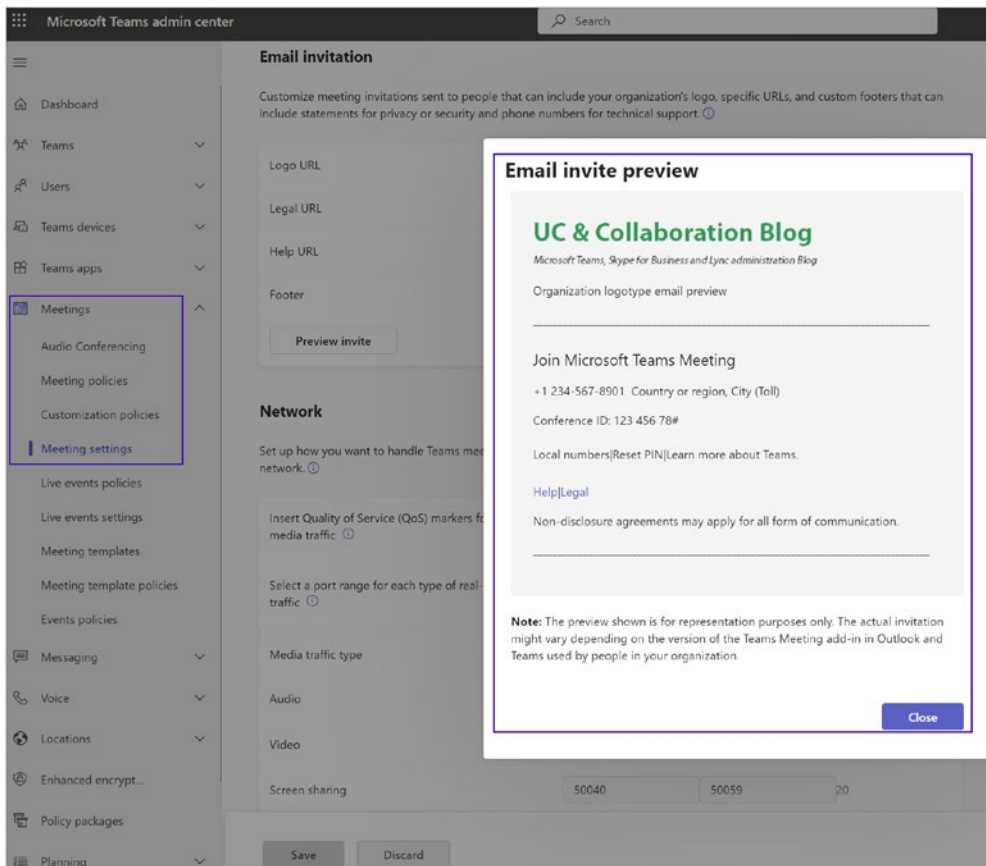 Microsoft Teams admin center
Search
Dashboard
Teams
Users
Teams devices
Teams apps
Meetings
Audio Conferencing
Meeting policies
Customization policies
Meeting settings
Live events policies
Live events settings
Meeting templates
Meeting template policies
Events policies
Messaging
Voice
Locations
Enhanced encrypt...
Policy packages
Planning
Email invitation
Customize meeting invitations sent to people that can include your organization's logo, specific URLs, and custom footers that can
include statements for privacy or security and phone numbers for technical support.
Logo URL
Legal URL
Help URL
Footer
Preview invite
Network
Set up how you want to handle Teams mee
network.
Insert Quality of Service (QoS) markers fo
media traffic
Select a port range for each type of real-
traffic
Media traffic type
Audio
Video
Screen sharing
50040
50059
20
Save
Discard
Email invite preview
UC & Collaboration Blog
Microsoft Teams, Skype for Business and Lync administration Blog
Organization logotype email preview
Join Microsoft Teams Meeting
+1 234-567-8901 Country or region, City (Toll)
Conference ID: 123 456 78#
Local numbers|Reset PIN|Learn more about Teams.
Help|Legal
Non-disclosure agreements may apply for all form of communication.
Note: The preview shown is for representation purposes only. The actual invitation
might vary depending on the version of the Teams Meeting add-in in Outlook and
Teams used by people in your organization.
Close